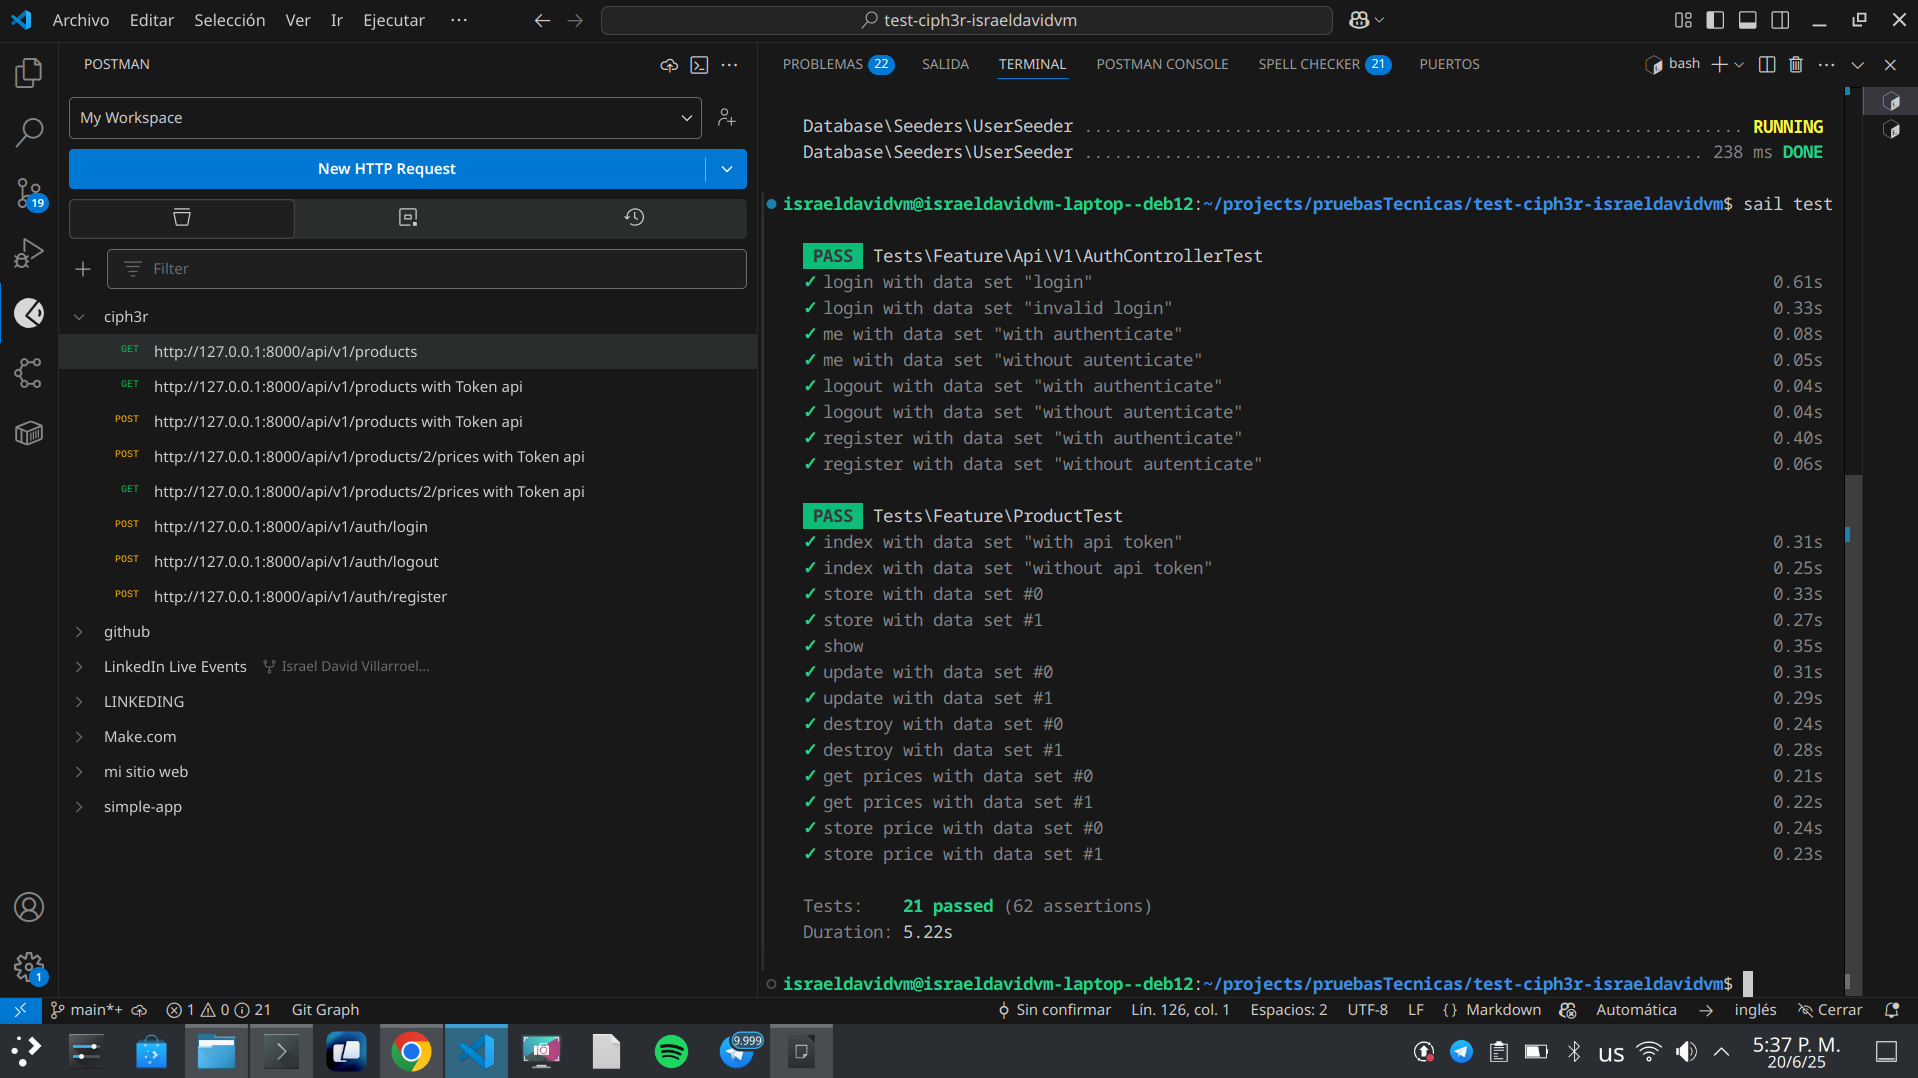 Archivo Editar Selección Ver Ir Ejecutar ··· test-ciph3r-israeldavidvm
POSTMAN
My Workspace
New HTTP Request
Filter
ciph3r
GET http://127.0.0.1:8000/api/v1/products
GET http://127.0.0.1:8000/api/v1/products with Token api
POST http://127.0.0.1:8000/api/v1/products with Token api
POST http://127.0.0.1:8000/api/v1/products/2/prices with Token api
GET http://127.0.0.1:8000/api/v1/products/2/prices with Token api
POST http://127.0.0.1:8000/api/v1/auth/login
POST http://127.0.0.1:8000/api/v1/auth/logout
POST http://127.0.0.1:8000/api/v1/auth/register
github
LinkedIn Live Events Israel David Villarroel...
LINKEDING
Make.com
mi sitio web
simple-app
19
1
PROBLEMAS 22 SALIDA TERMINAL POSTMAN CONSOLE SPELL CHECKER 21 PUERTOS bash
Database\Seeders\UserSeeder .................................................................. RUNNING
Database\Seeders\UserSeeder .............................................................. 238 ms DONE
israeldavidvm@israeldavidvm-laptop--deb12:~/projects/pruebasTecnicas/test-ciph3r-israeldavidvm$ sail test
PASS Tests\Feature\Api\V1\AuthControllerTest
✓ login with data set "login" 0.61s
✓ login with data set "invalid login" 0.33s
✓ me with data set "with authenticate" 0.08s
✓ me with data set "without autenticate" 0.05s
✓ logout with data set "with authenticate" 0.04s
✓ logout with data set "without autenticate" 0.04s
✓ register with data set "with authenticate" 0.40s
✓ register with data set "without autenticate" 0.06s
PASS Tests\Feature\ProductTest
✓ index with data set "with api token" 0.31s
✓ index with data set "without api token" 0.25s
✓ store with data set #0 0.33s
✓ store with data set #1 0.27s
✓ show 0.35s
✓ update with data set #0 0.31s
✓ update with data set #1 0.29s
✓ destroy with data set #0 0.24s
✓ destroy with data set #1 0.28s
✓ get prices with data set #0 0.21s
✓ get prices with data set #1 0.22s
✓ store price with data set #0 0.24s
✓ store price with data set #1 0.23s
Tests: 21 passed (62 assertions)
Duration: 5.22s
israeldavidvm@israeldavidvm-laptop--deb12:~/projects/pruebasTecnicas/test-ciph3r-israeldavidvm$
main*+ 1 0 21 Git Graph Sin confirmar Lín. 126, col. 1 Espacios: 2 UTF-8 LF {} Markdown Automática inglés Cerrar
9.999 us 5:37 P. M.
20/6/25